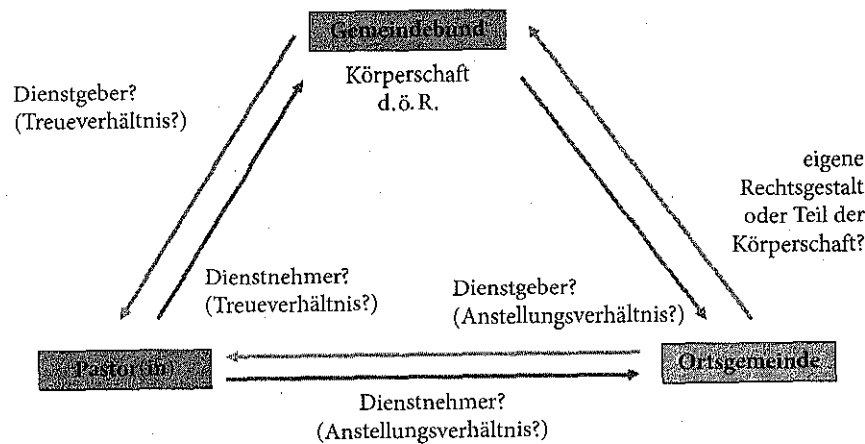 Gemeindebund
Körperschaft
d.ö.R.
Dienstgeber?
(Treueverhältnis?)
eigene
Rechtsgestalt
oder Teil der
Körperschaft?
Dienstnehmer?
(Treueverhältnis?)
Dienstgeber?
(Anstellungsverhältnis?)
Pastor(in)
Ortsgemeinde
Dienstnehmer?
(Anstellungsverhältnis?)